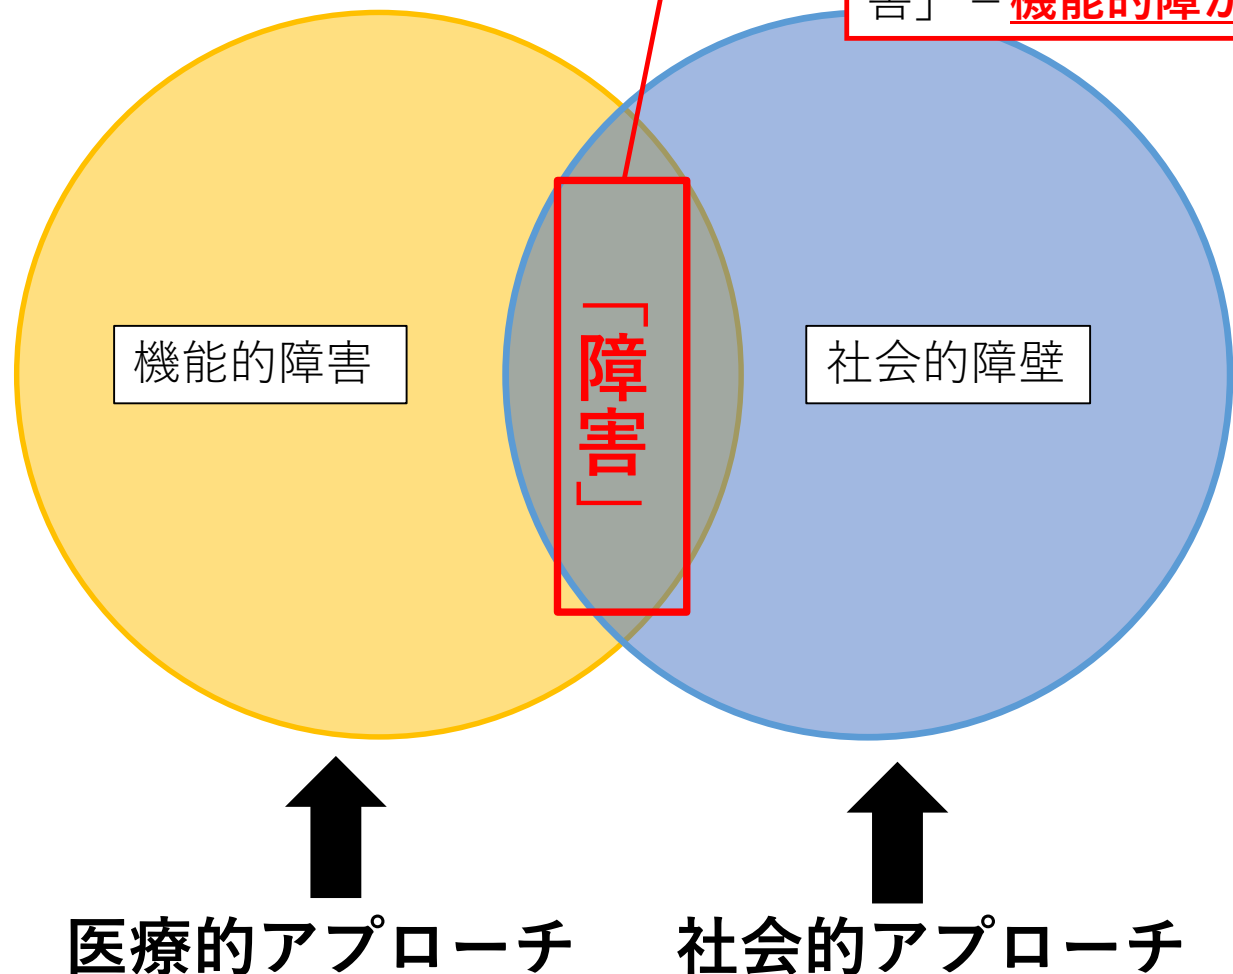 害」－機能的障か
機能的障害
「障害」
社会的障壁
医療的アプローチ
社会的アプローチ